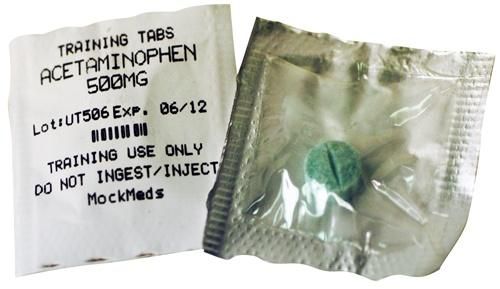 TRAINING TABS
ACETAMINOPHEN
500MG
Lot:UT506 Exp. 06/12
TRAINING USE ONLY
DO NOT INGEST/INJECT
MockMeds